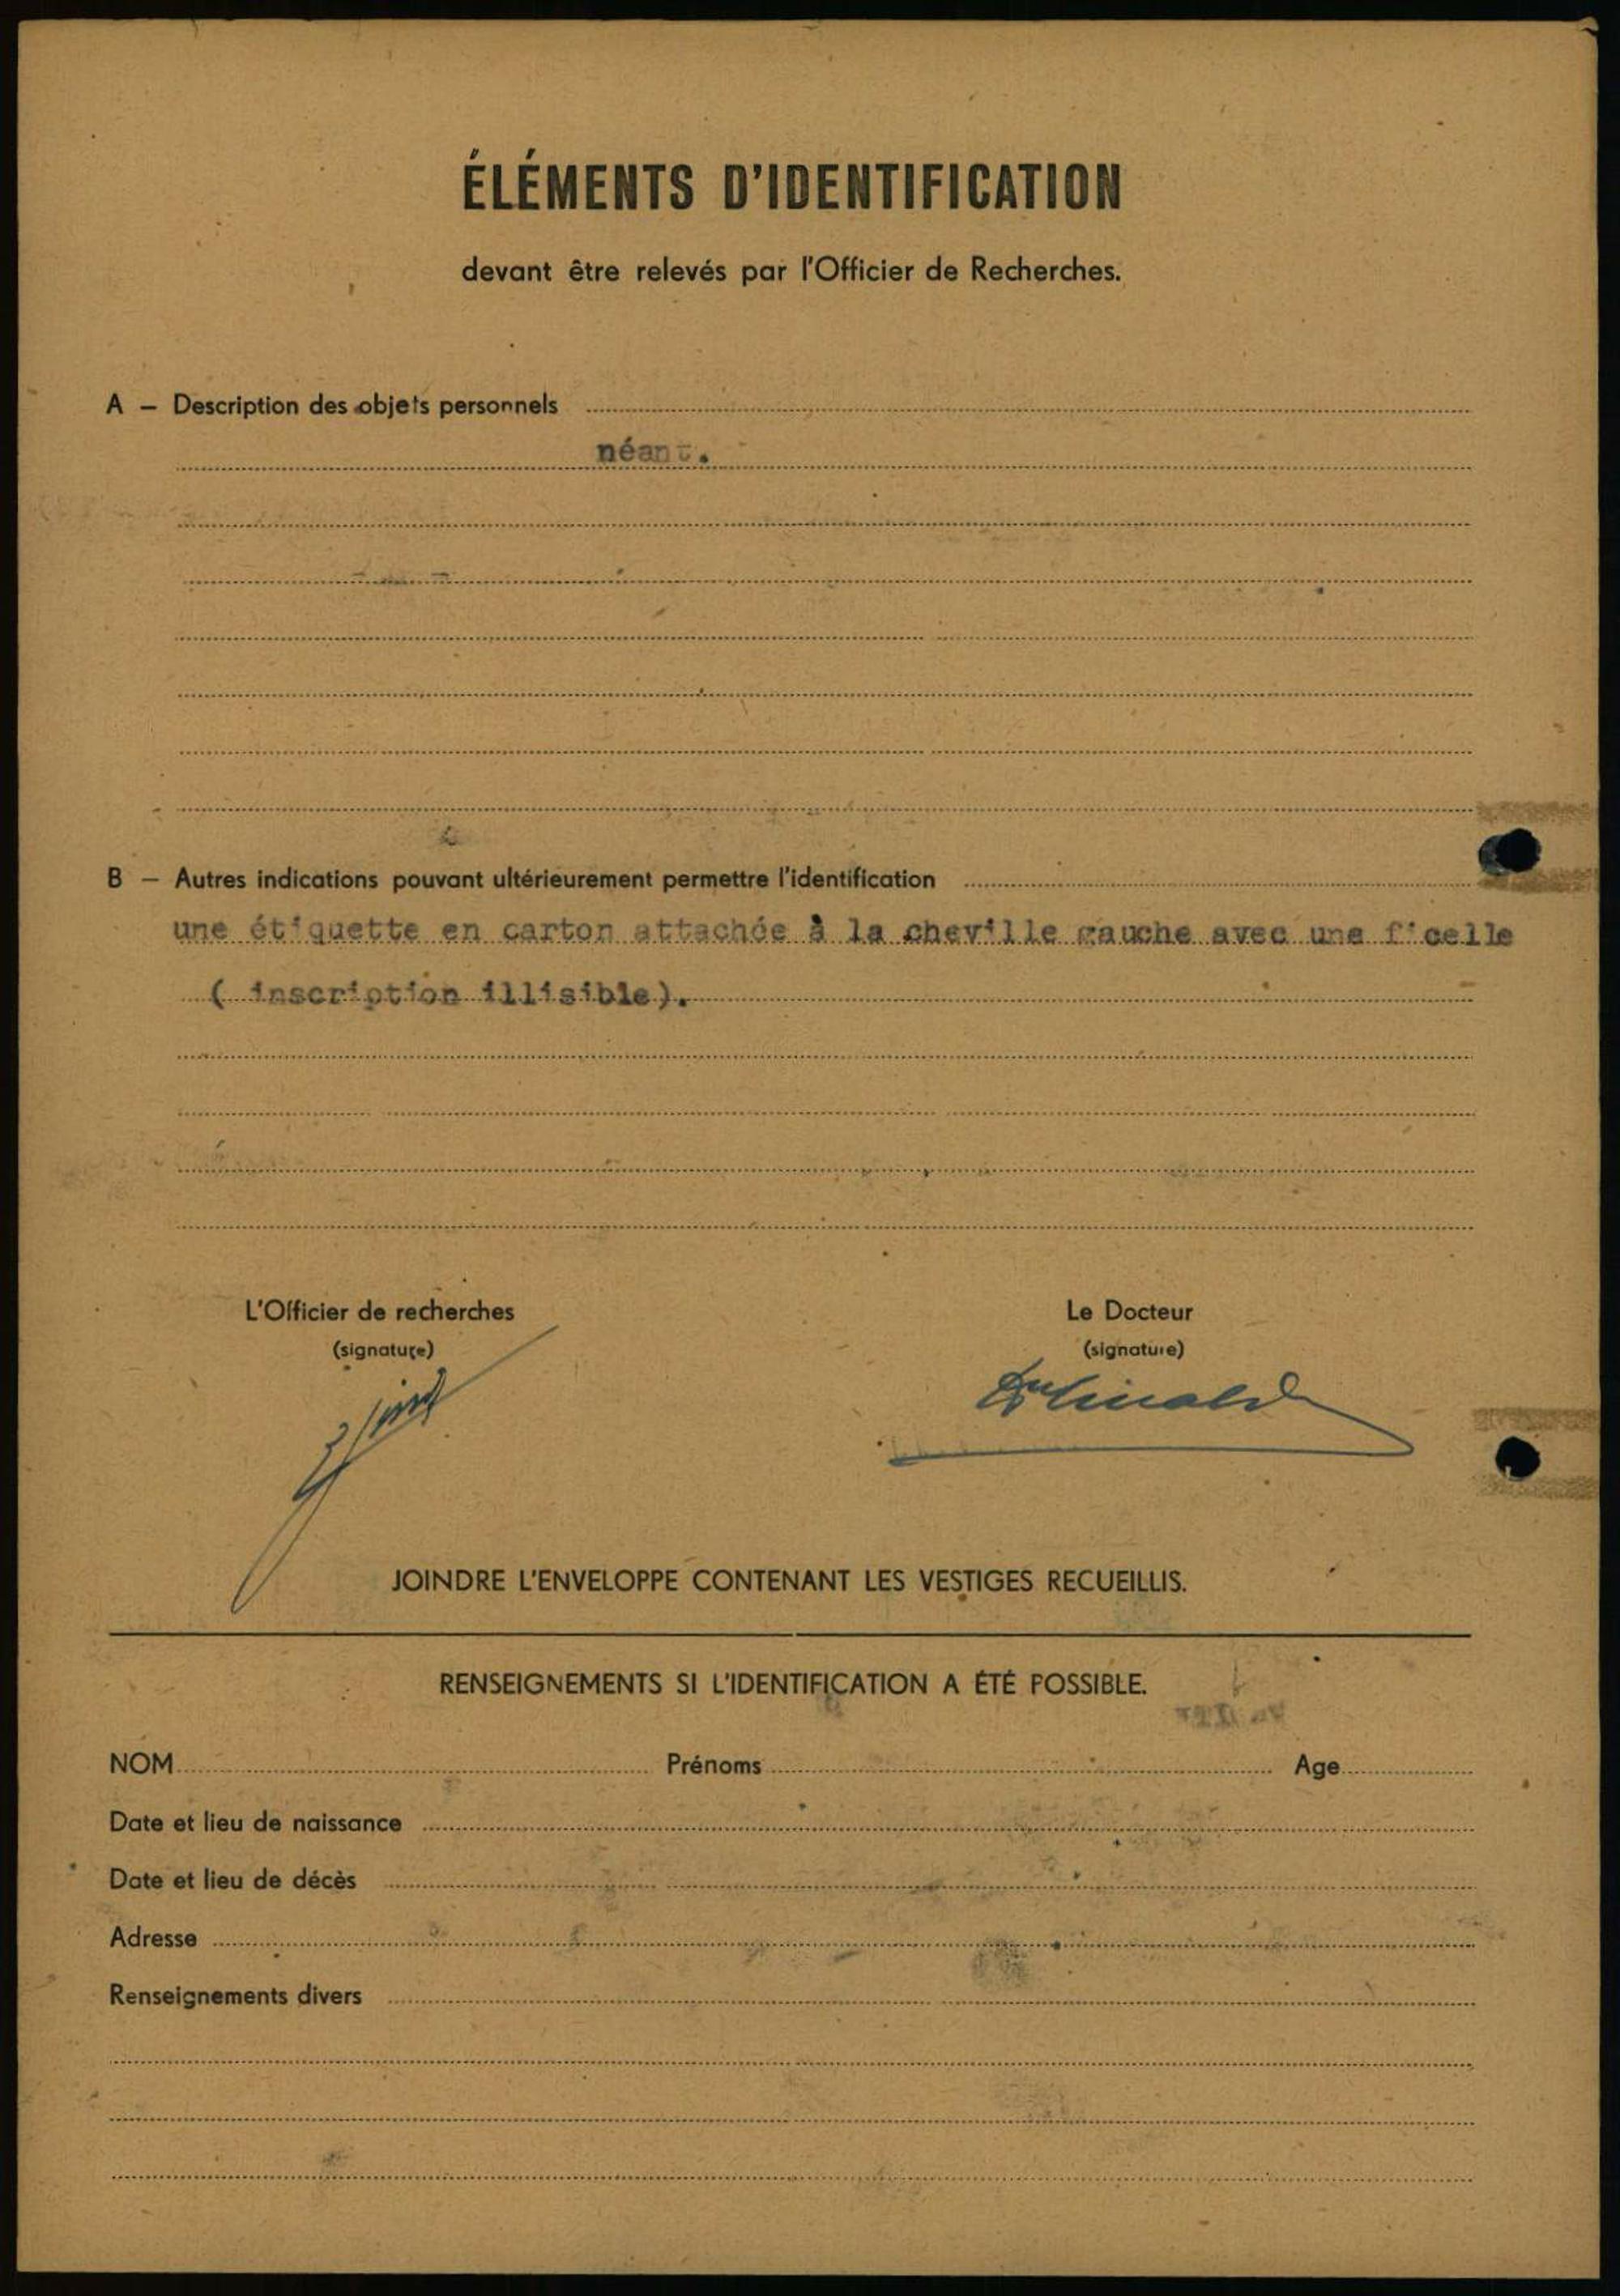 ÉLÉMENTS D'IDENTIFICATION
devant être relevés par l'Officier de Recherches.
A – Description des objets personnels
néant.
B – Autres indications pouvant ultérieurement permettre l'identification
une étiquette en carton attachée à la cheville gauche avec une ficelle
( inscription illisible).
L'Officier de recherches
(signature)
Le Docteur
(signature)
JOINDRE L'ENVELOPPE CONTENANT LES VESTIGES RECUEILLIS.
RENSEIGNEMENTS SI L'IDENTIFICATION A ÉTÉ POSSIBLE.
NOM Prénoms Age
Date et lieu de naissance
Date et lieu de décès
Adresse
Renseignements divers